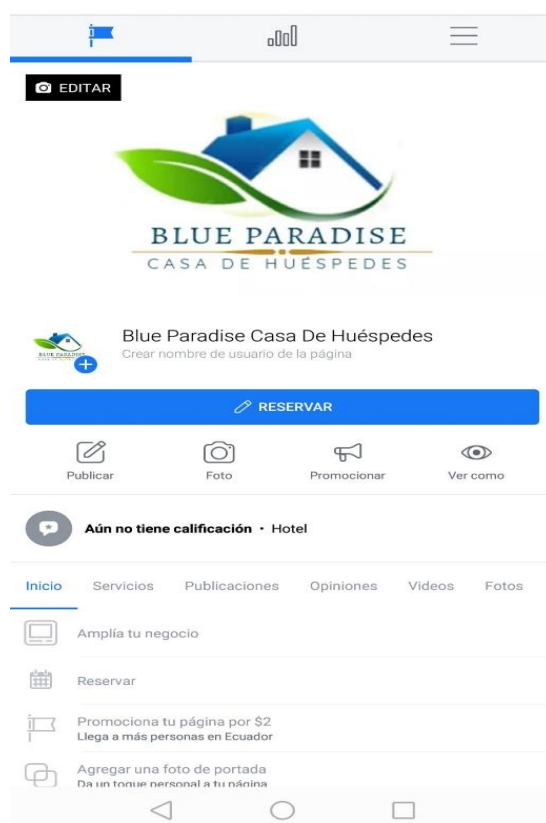 EDITAR
BLUE PARADISE
CASA DE HUÉSPEDES
BLUE PARADISE
Blue Paradise Casa De Huéspedes
Crear nombre de usuario de la página
RESERVAR
Publicar Foto Promocionar Ver como
Aún no tiene calificación · Hotel
Inicio Servicios Publicaciones Opiniones Videos Fotos
Amplía tu negocio
Reservar
Promociona tu página por $2
Llega a más personas en Ecuador
Agregar una foto de portada
Da un toque personal a tu página